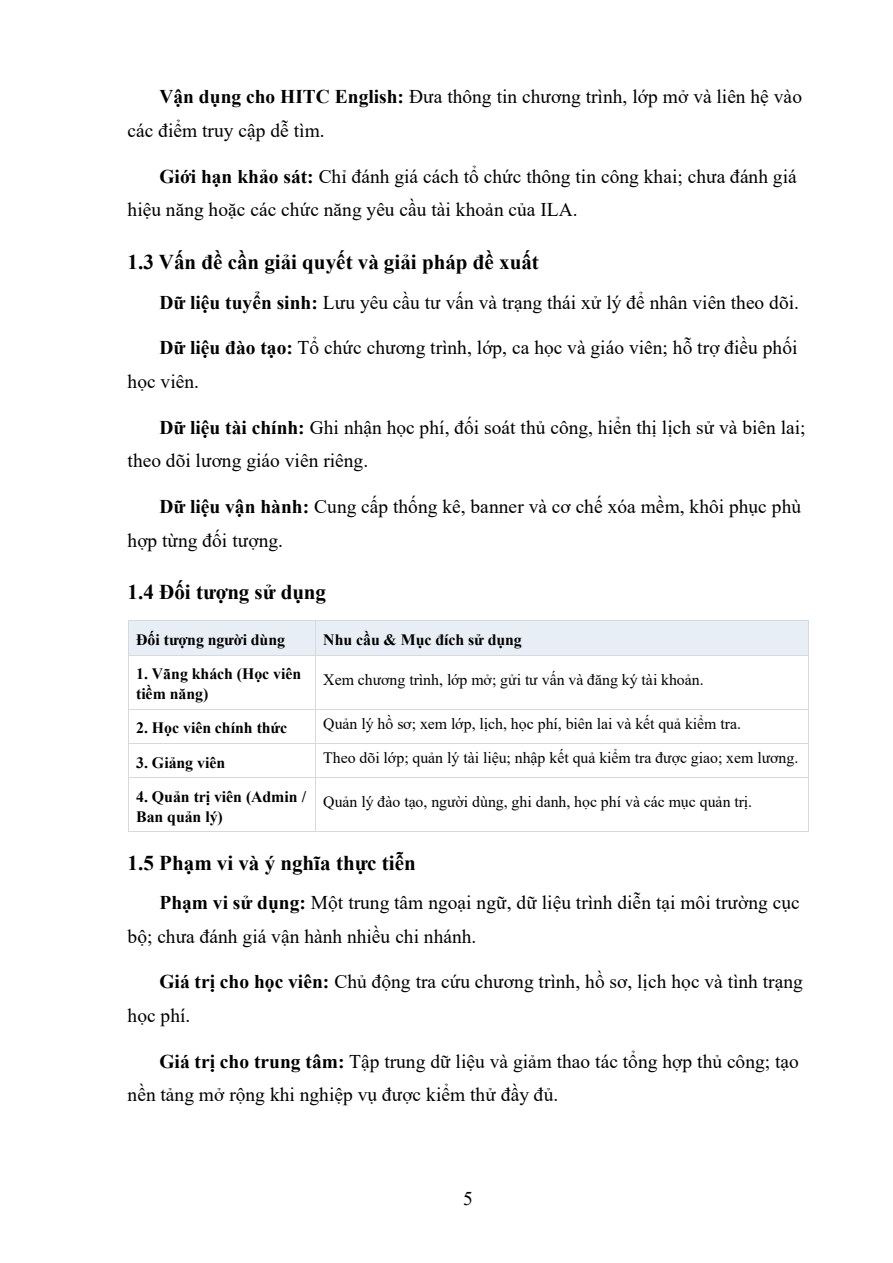 Vận dụng cho HITC English: Đưa thông tin chương trình, lớp mở và liên hệ vào
các điểm truy cập dễ tìm.
Giới hạn khảo sát: Chỉ đánh giá cách tổ chức thông tin công khai; chưa đánh giá
hiệu năng hoặc các chức năng yêu cầu tài khoản của ILA.
1.3 Vấn đề cần giải quyết và giải pháp đề xuất
Dữ liệu tuyển sinh: Lưu yêu cầu tư vấn và trạng thái xử lý để nhân viên theo dõi.
Dữ liệu đào tạo: Tổ chức chương trình, lớp, ca học và giáo viên; hỗ trợ điều phối
học viên.
Dữ liệu tài chính: Ghi nhận học phí, đối soát thủ công, hiển thị lịch sử và biên lai;
theo dõi lương giáo viên riêng.
Dữ liệu vận hành: Cung cấp thống kê, banner và cơ chế xóa mềm, khôi phục phù
hợp từng đối tượng.
1.4 Đối tượng sử dụng
Đối tượng người dùng
Nhu cầu & Mục đích sử dụng
1. Vãng khách (Học viên
tiềm năng)
Xem chương trình, lớp mở; gửi tư vấn và đăng ký tài khoản.
2. Học viên chính thức
Quản lý hồ sơ; xem lớp, lịch, học phí, biên lai và kết quả kiểm tra.
3. Giảng viên
Theo dõi lớp; quản lý tài liệu; nhập kết quả kiểm tra được giao; xem lương.
4. Quản trị viên (Admin /
Ban quản lý)
Quản lý đào tạo, người dùng, ghi danh, học phí và các mục quản trị.
1.5 Phạm vi và ý nghĩa thực tiễn
Phạm vi sử dụng: Một trung tâm ngoại ngữ, dữ liệu trình diễn tại môi trường cục
bộ; chưa đánh giá vận hành nhiều chi nhánh.
Giá trị cho học viên: Chủ động tra cứu chương trình, hồ sơ, lịch học và tình trạng
học phí.
Giá trị cho trung tâm: Tập trung dữ liệu và giảm thao tác tổng hợp thủ công; tạo
nền tảng mở rộng khi nghiệp vụ được kiểm thử đầy đủ.
5